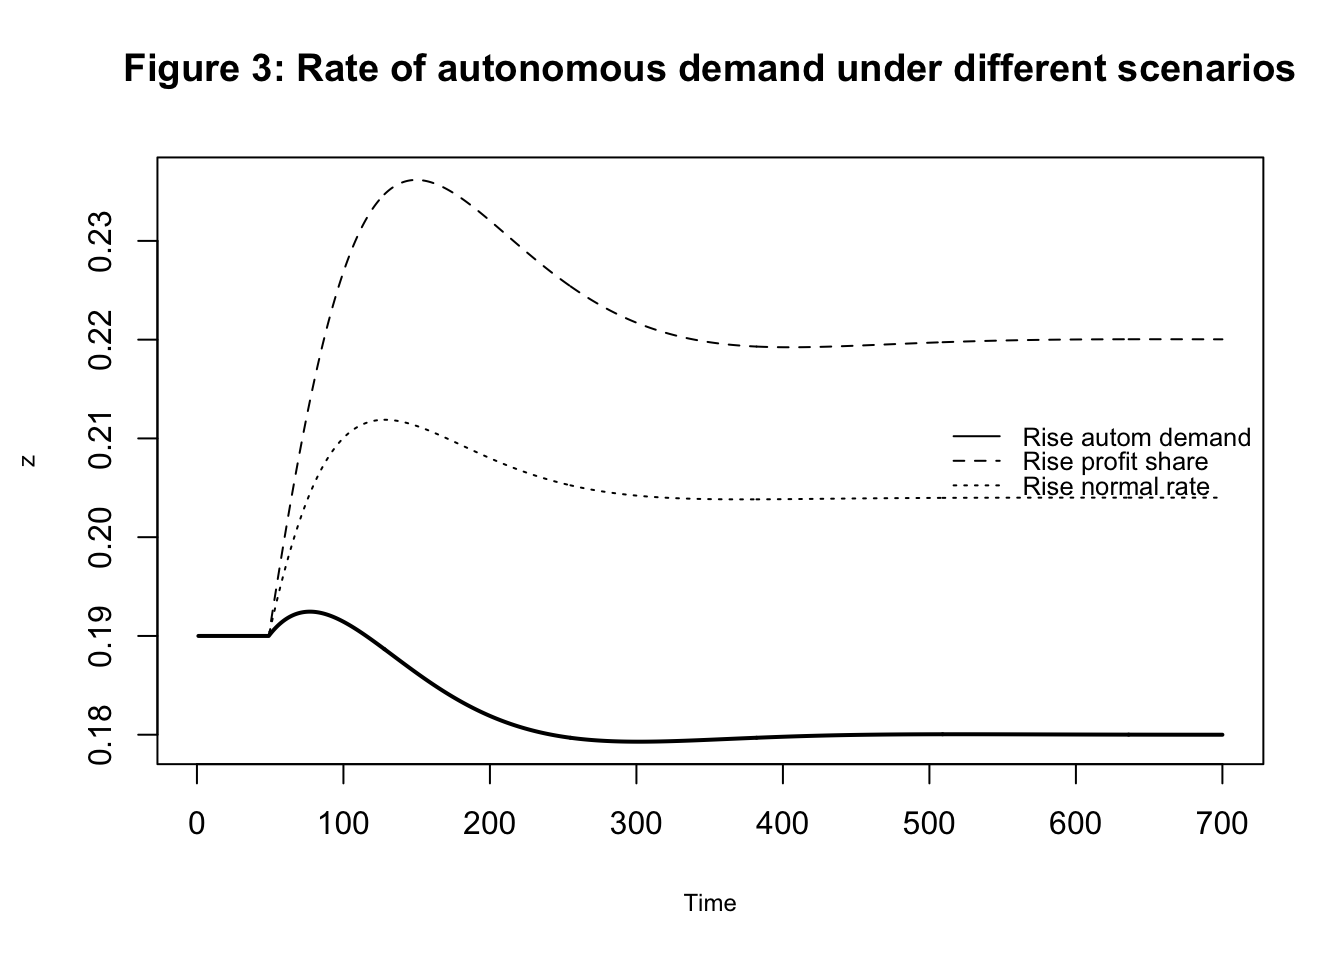 Figure 3: Rate of autonomous demand under different scenarios
0.23
0.22
0.21
0.20
0.19
0.18
z
Rise autom demand
Rise profit share
Rise normal rate
0 100 200 300 400 500 600 700
Time